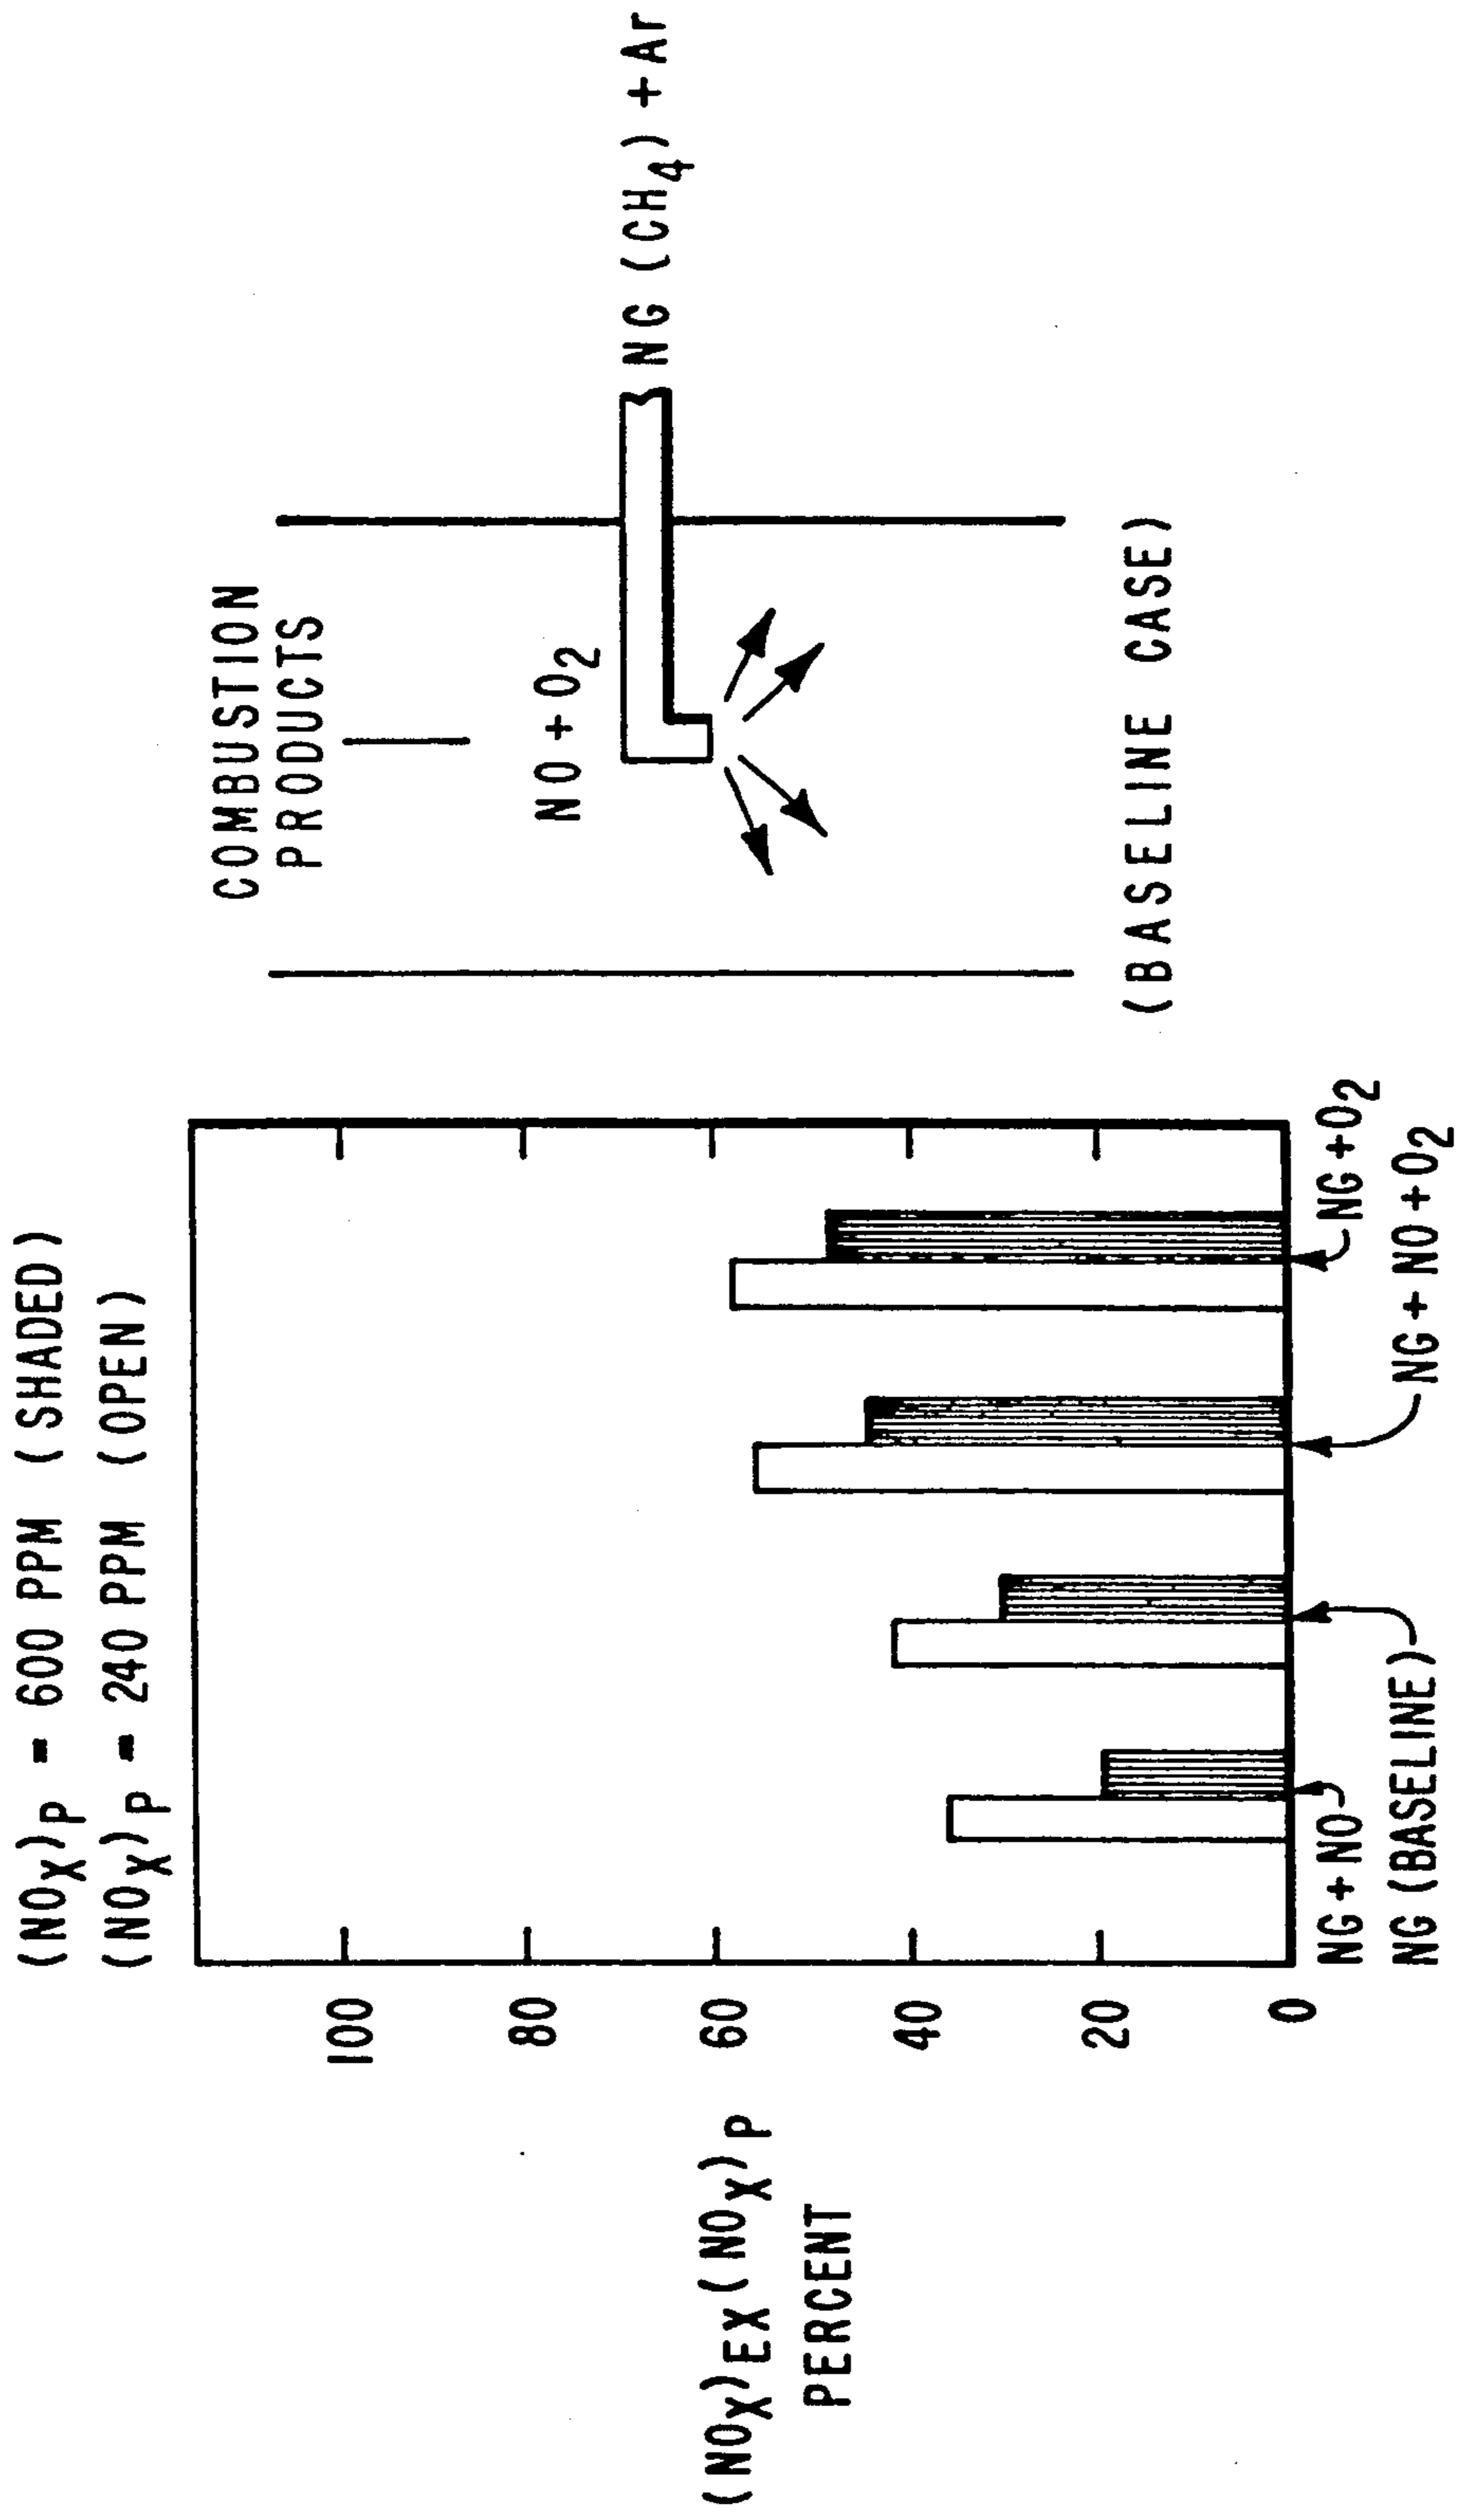 (NOX)P = 600 PPM (SHADED)
(NOX)P = 240 PPM (OPEN)
(NOX)EX(NOX)P
PERCENT
100
80
60
40
20
0
NG+NO
NG (BASELINE)
NG+NO+O2
NG+O2
COMBUSTION
PRODUCTS
NO+O2
NG (CH4) + Ar
(BASELINE CASE)